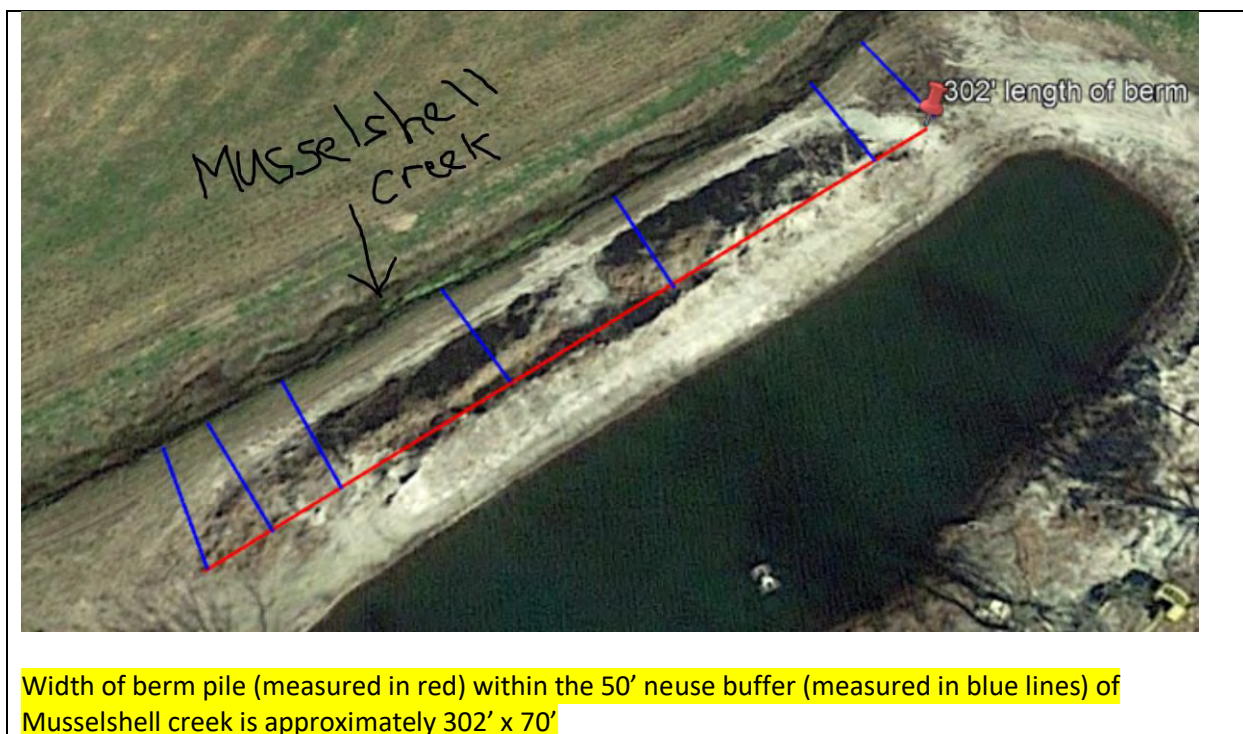 Musselshell
creek
302' length of berm
Width of berm pile (measured in red) within the 50’ neuse buffer (measured in blue lines) of
Musselshell creek is approximately 302’ x 70’